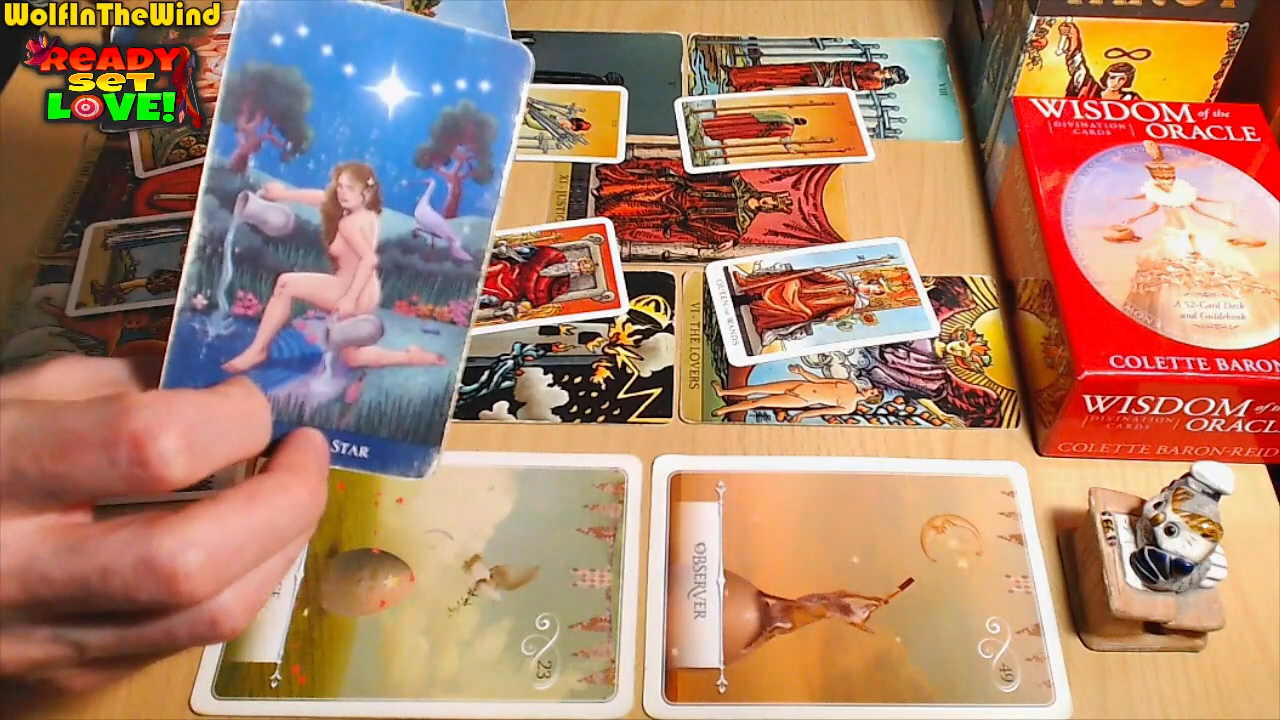 WolfInTheWind
READY
SET
LOVE!
TAROT
WISDOM of the
DIVINATION
CARDS
ORACLE
A 52-Card Deck
and Guidebook
COLETTE BARON
WISDOM of the
DIVINATION
CARDS
ORACLE
COLETTE BARON-REID
VIII
XI · JUSTICE
QUEEN of WANDS
VI · THE LOVERS
STAR
23
OBSERVER
49